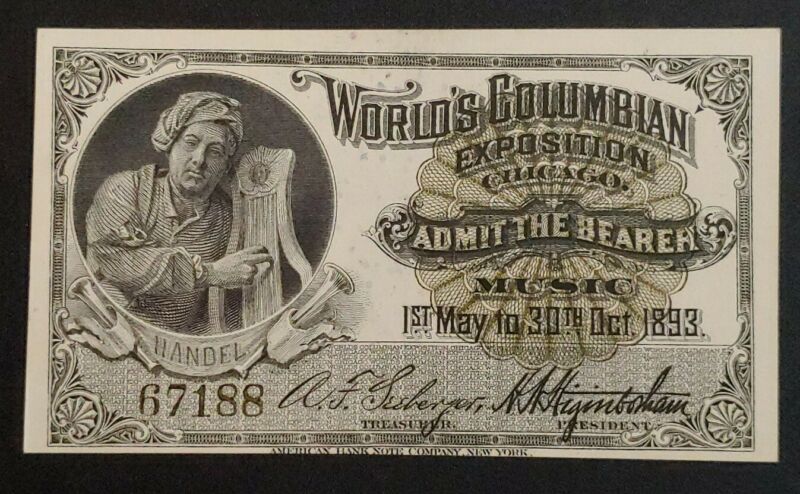 WORLD'S COLUMBIAN
EXPOSITION
CHICAGO.
ADMIT THE BEARER
MUSIC
1ST MAY to 30TH Oct. 1893.
HANDEL
67188
A. F. Seeberger,
H. N. Higinbotham
TREASURER.
PRESIDENT.
AMERICAN BANK NOTE COMPANY, NEW YORK.